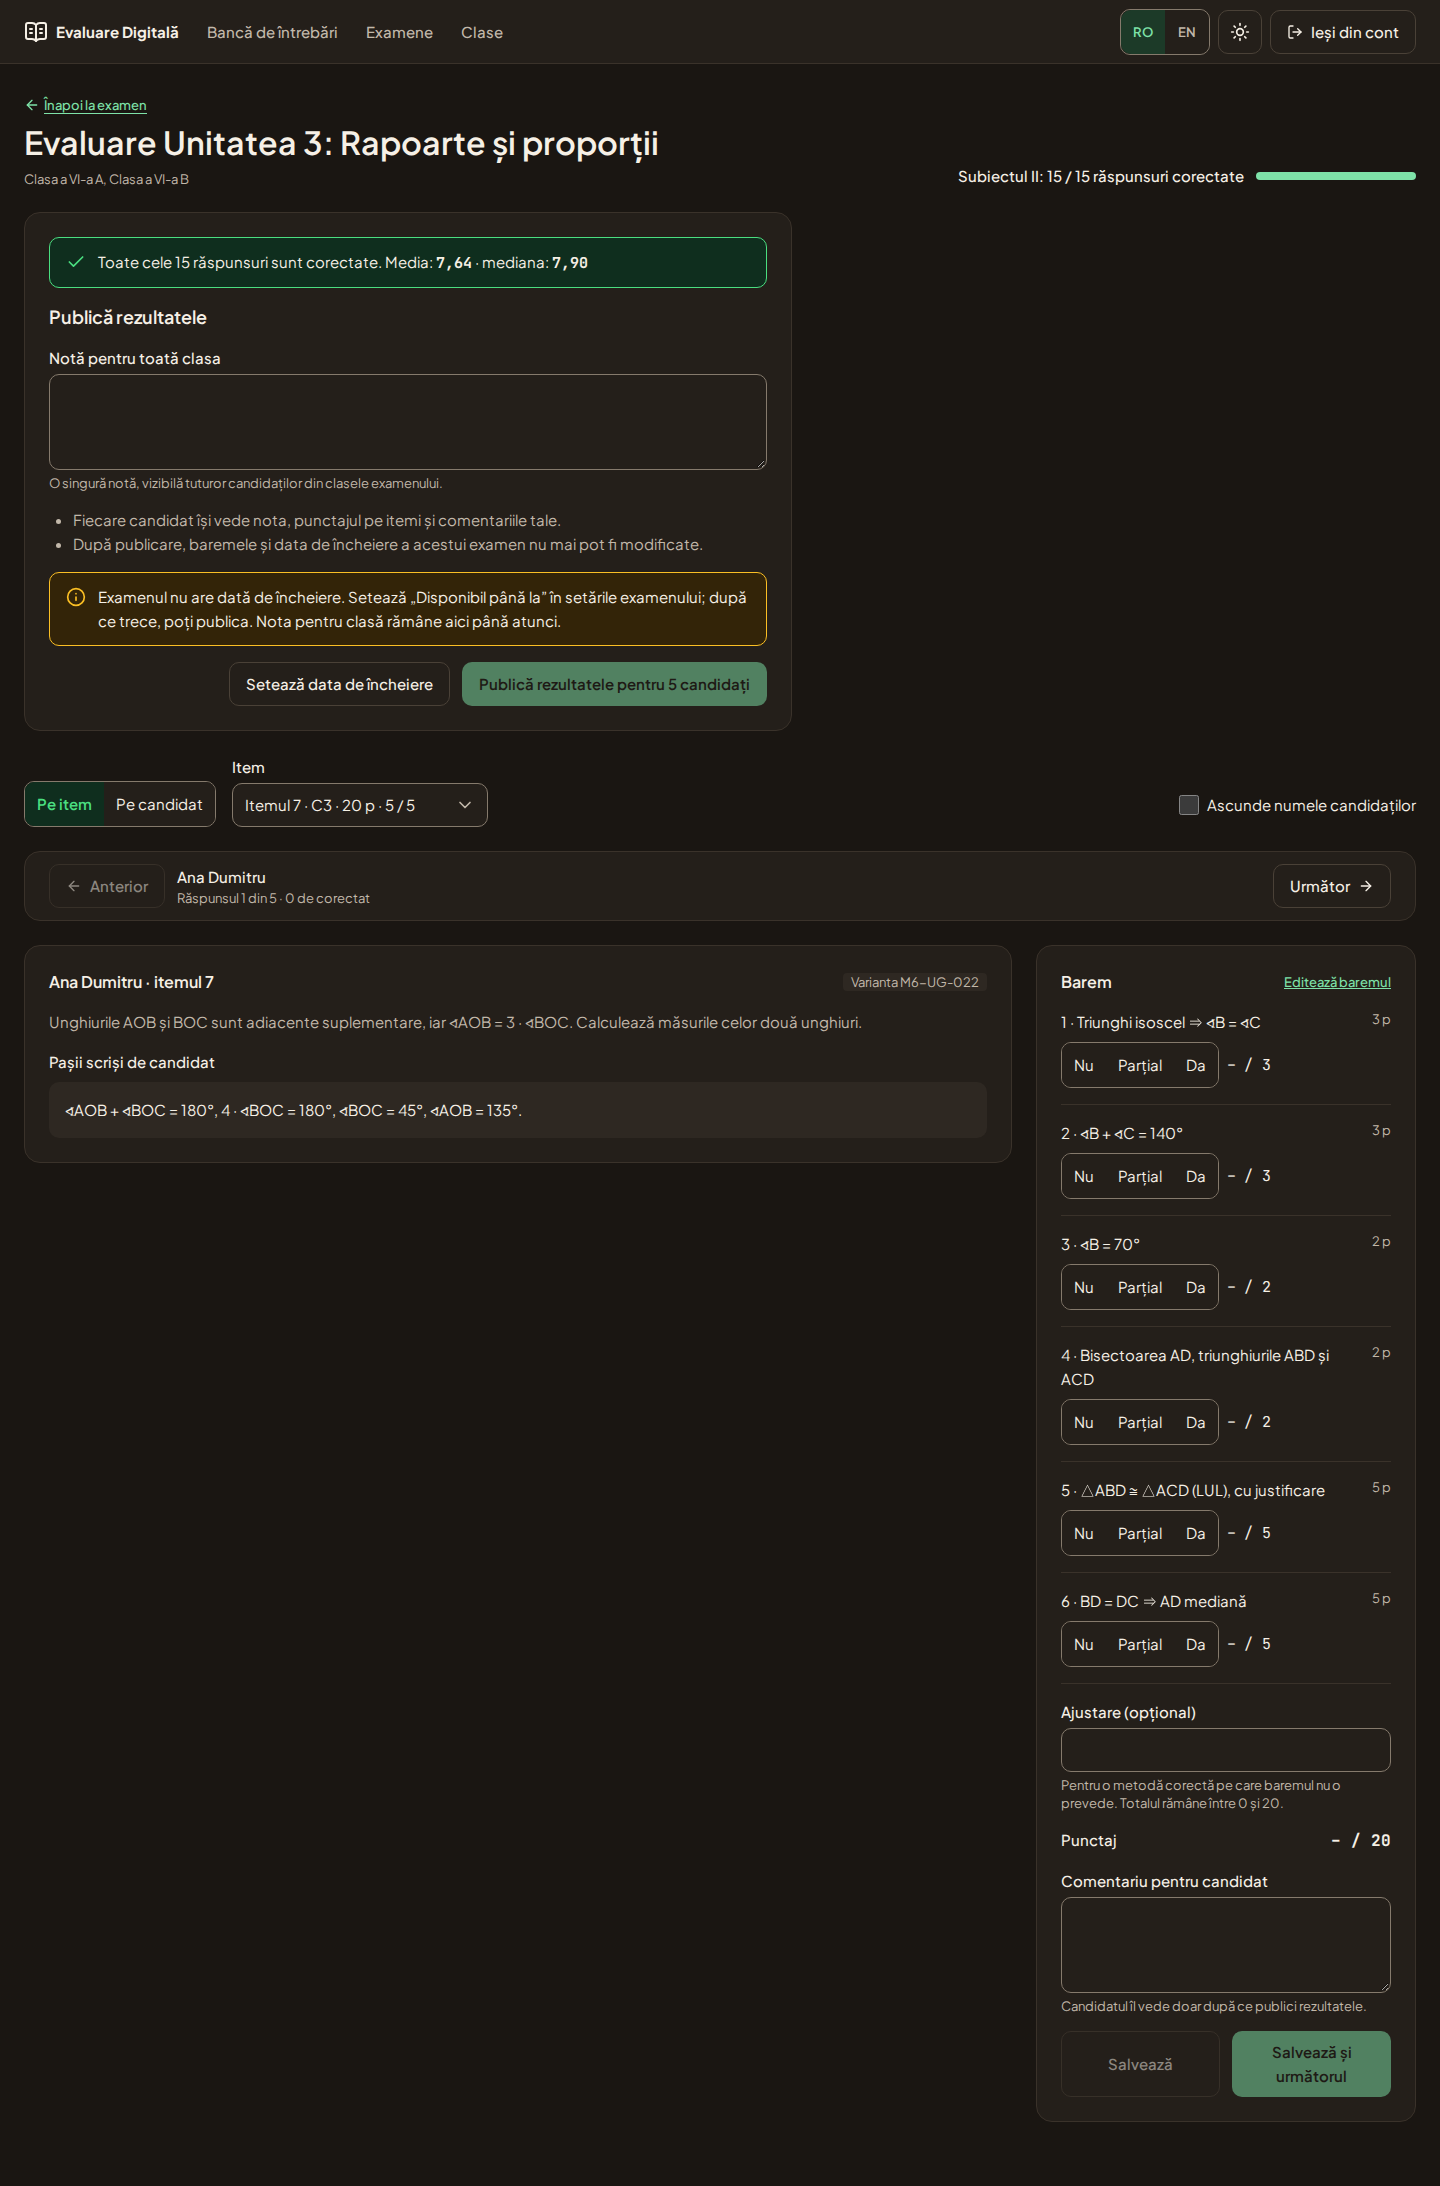 Evaluare Digitală
Bancă de întrebări
Examene
Clase
RO
EN
Ieși din cont
Înapoi la examen
Evaluare Unitatea 3: Rapoarte și proporții
Clasa a VI-a A, Clasa a VI-a B
Subiectul II: 15 / 15 răspunsuri corectate
Toate cele 15 răspunsuri sunt corectate. Media: 7,64 · mediana: 7,90
Publică rezultatele
Notă pentru toată clasa
O singură notă, vizibilă tuturor candidaților din clasele examenului.
Fiecare candidat își vede nota, punctajul pe itemi și comentariile tale.
După publicare, baremele și data de încheiere a acestui examen nu mai pot fi modificate.
Examenul nu are dată de încheiere. Setează „Disponibil până la” în setările examenului; după
ce trece, poți publica. Nota pentru clasă rămâne aici până atunci.
Setează data de încheiere
Publică rezultatele pentru 5 candidați
Pe item
Pe candidat
Item
Itemul 7 · C3 · 20 p · 5 / 5
Ascunde numele candidaților
Anterior
Ana Dumitru
Răspunsul 1 din 5 · 0 de corectat
Următor
Ana Dumitru · itemul 7
Varianta M6-UG-022
Unghiurile AOB și BOC sunt adiacente suplementare, iar ∢AOB = 3 · ∢BOC. Calculează măsurile celor două unghiuri.
Pașii scriși de candidat
∢AOB + ∢BOC = 180°, 4 · ∢BOC = 180°, ∢BOC = 45°, ∢AOB = 135°.
Barem
Editează baremul
1 · Triunghi isoscel ⇒ ∢B = ∢C
3 p
Nu Parțial Da – / 3
2 · ∢B + ∢C = 140°
3 p
Nu Parțial Da – / 3
3 · ∢B = 70°
2 p
Nu Parțial Da – / 2
4 · Bisectoarea AD, triunghiurile ABD și
ACD
2 p
Nu Parțial Da – / 2
5 · △ABD ≅ △ACD (LUL), cu justificare
5 p
Nu Parțial Da – / 5
6 · BD = DC ⇒ AD mediană
5 p
Nu Parțial Da – / 5
Ajustare (opțional)
Pentru o metodă corectă pe care baremul nu o
prevede. Totalul rămâne între 0 și 20.
Punctaj
– / 20
Comentariu pentru candidat
Candidatul îl vede doar după ce publici rezultatele.
Salvează
Salvează și
următorul